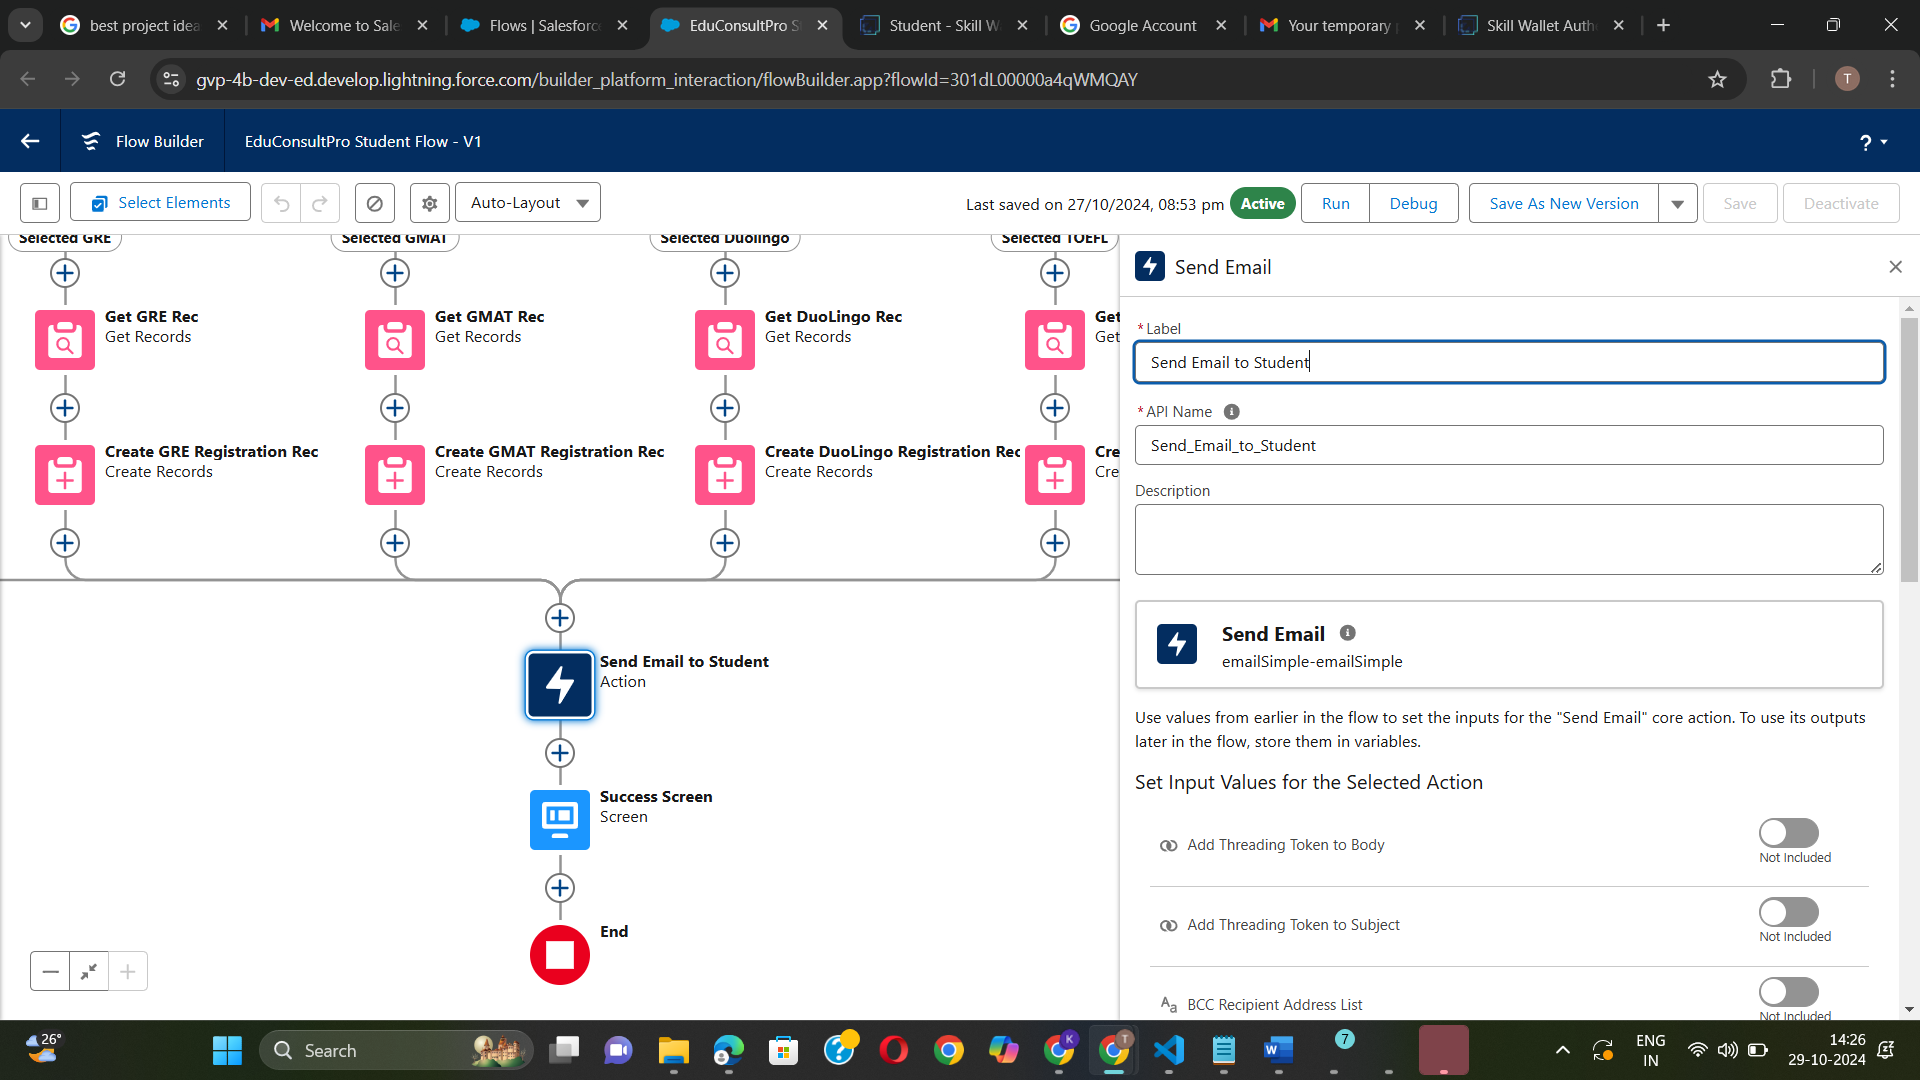 best project idea
Welcome to Sale
Flows | Salesforc
EduConsultPro S
Student - Skill W
Google Account
Your temporary
Skill Wallet Auth
gvp-4b-dev-ed.develop.lightning.force.com/builder_platform_interaction/flowBuilder.app?flowId=301dL00000a4qWMQAY
T
Flow Builder
EduConsultPro Student Flow - V1
?
Select Elements
Auto-Layout
Last saved on 27/10/2024, 08:53 pm
Active
Run
Debug
Save As New Version
Save
Deactivate
Selected GRE
Selected GMAT
Selected Duolingo
Selected TOEFL
Get GRE Rec
Get Records
Get GMAT Rec
Get Records
Get DuoLingo Rec
Get Records
Get
Get
Create GRE Registration Rec
Create Records
Create GMAT Registration Rec
Create Records
Create DuoLingo Registration Rec
Create Records
Cre
Cre
Send Email to Student
Action
Success Screen
Screen
End
Send Email
* Label
Send Email to Student
* API Name
Send_Email_to_Student
Description
Send Email
emailSimple-emailSimple
Use values from earlier in the flow to set the inputs for the "Send Email" core action. To use its outputs
later in the flow, store them in variables.
Set Input Values for the Selected Action
Add Threading Token to Body
Not Included
Add Threading Token to Subject
Not Included
Aa BCC Recipient Address List
Not Included
26°
Search
K
T
7
ENG
IN
14:26
29-10-2024